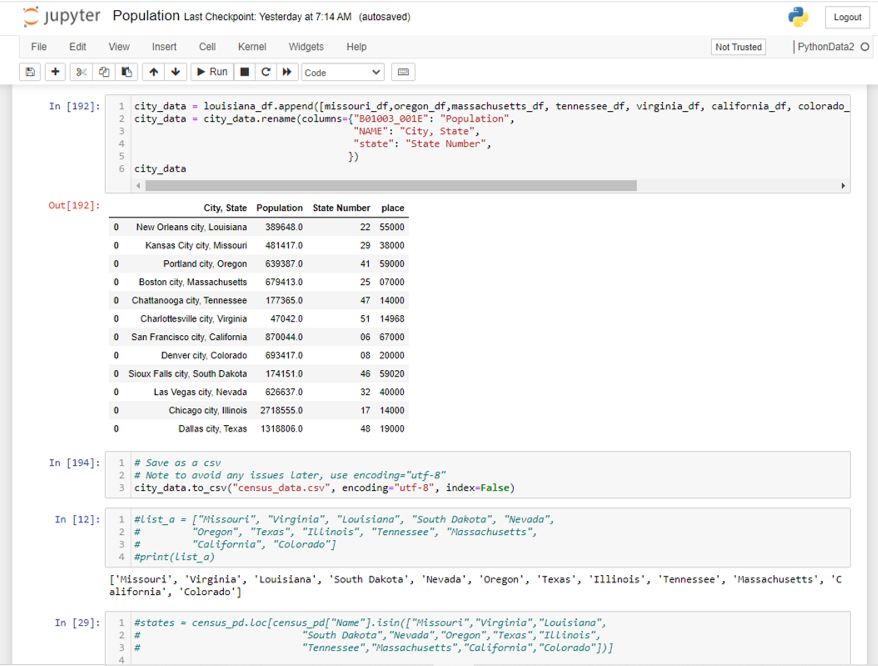 jupyter Population Last Checkpoint: Yesterday at 7:14 AM (autosaved)
Logout
File Edit View Insert Cell Kernel Widgets Help
Not Trusted
PythonData2
Run
Code
In [192]:
1 city_data = louisiana_df.append([missouri_df,oregon_df,massachusetts_df, tennessee_df, virginia_df, california_df, colorado_
2 city_data = city_data.rename(columns={"B01003_001E": "Population",
3 "NAME": "City, State",
4 "state": "State Number",
5 })
6 city_data
Out[192]:
City, State Population State Number place
0 New Orleans city, Louisiana 389648.0 22 55000
0 Kansas City city, Missouri 481417.0 29 38000
0 Portland city, Oregon 639387.0 41 59000
0 Boston city, Massachusetts 679413.0 25 07000
0 Chattanooga city, Tennessee 177365.0 47 14000
0 Charlottesville city, Virginia 47042.0 51 14968
0 San Francisco city, California 870044.0 06 67000
0 Denver city, Colorado 693417.0 08 20000
0 Sioux Falls city, South Dakota 174151.0 46 59020
0 Las Vegas city, Nevada 626637.0 32 40000
0 Chicago city, Illinois 2718555.0 17 14000
0 Dallas city, Texas 1318806.0 48 19000
In [194]:
1 # Save as a csv
2 # Note to avoid any issues later, use encoding="utf-8"
3 city_data.to_csv("census_data.csv", encoding="utf-8", index=False)
In [12]:
1 #list_a = ["Missouri", "Virginia", "Louisiana", "South Dakota", "Nevada",
2 # "Oregon", "Texas", "Illinois", "Tennessee", "Massachusetts",
3 # "California", "Colorado"]
4 #print(list_a)
['Missouri', 'Virginia', 'Louisiana', 'South Dakota', 'Nevada', 'Oregon', 'Texas', 'Illinois', 'Tennessee', 'Massachusetts', 'C
alifornia', 'Colorado']
In [29]:
1 #states = census_pd.loc[census_pd["Name"].isin(["Missouri","Virginia","Louisiana",
2 # "South Dakota","Nevada","Oregon","Texas","Illinois",
3 # "Tennessee","Massachusetts","California","Colorado"])]
4